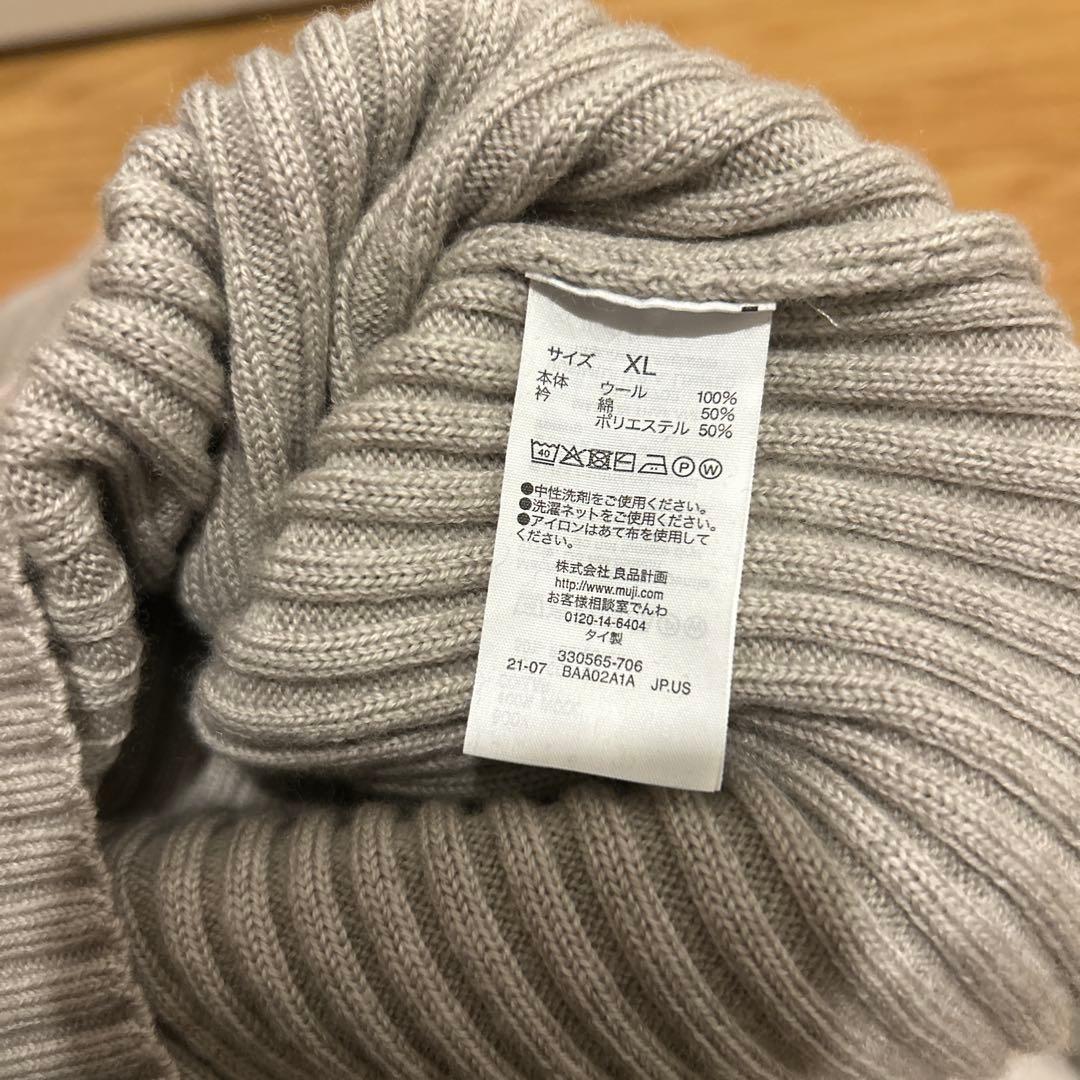 サイズ XL
本体 ウール 100%
衿 綿 50%
ポリエステル 50%
40 P W
●中性洗剤をご使用ください。
●洗濯ネットをご使用ください。
●アイロンはあて布を使用して
ください。
株式会社 良品計画
http://www.muji.com
お客様相談室でんわ
0120-14-6404
タイ製
330565-706
21-07 BAA02A1A JP.US